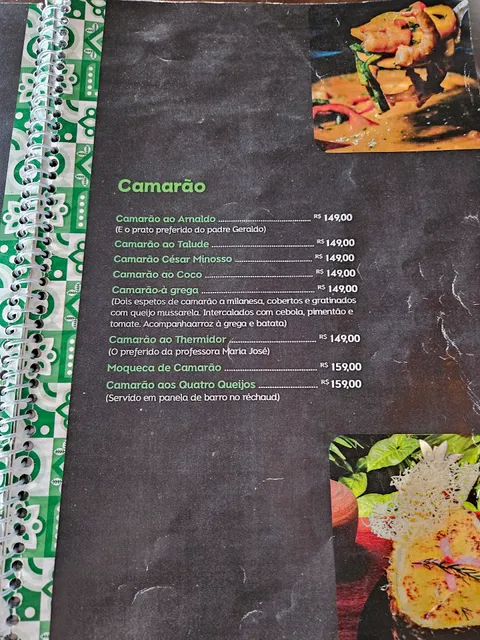 Camarão
Camarão ao Arnaldo ........ R$ 149,00
(E o prato preferido do padre Geraldo)
Camarão ao Talude ........ R$ 149,00
Camarão César Minosso ........ R$ 149,00
Camarão ao Coco ........ R$ 149,00
Camarão à grega ........ R$ 149,00
(Dois espetos de camarão a milanesa, cobertos e gratinados
com queijo mussarela. Intercalados com cebola, pimentão e
tomate. Acompanhaarroz à grega e batata)
Camarão ao Thermidor ........ R$ 149,00
(O preferido da professora Maria José)
Moqueca de Camarão ........ R$ 159,00
Camarão aos Quatro Queijos ........ R$ 159,00
(Servido em panela de barro no réchaud)